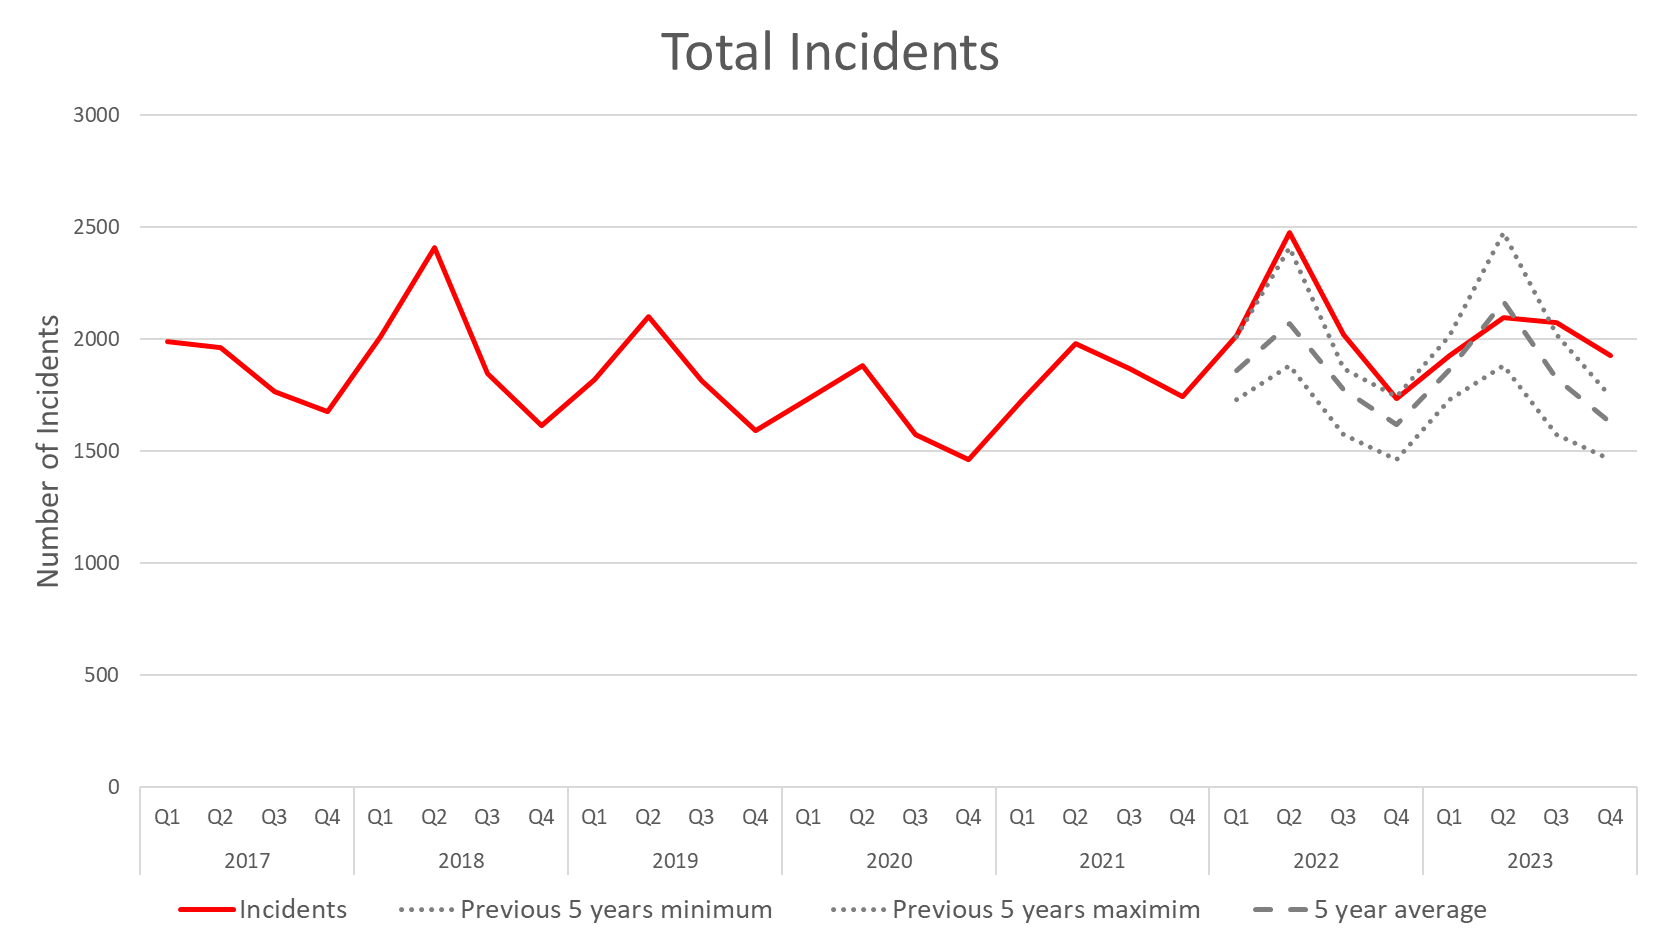 Total Incidents
3000
2500
2000
1500
1000
500
0
Number of Incidents
Q1 Q2 Q3 Q4 Q1 Q2 Q3 Q4 Q1 Q2 Q3 Q4 Q1 Q2 Q3 Q4 Q1 Q2 Q3 Q4 Q1 Q2 Q3 Q4 Q1 Q2 Q3 Q4
2017 2018 2019 2020 2021 2022 2023
Incidents Previous 5 years minimum Previous 5 years maximim 5 year average